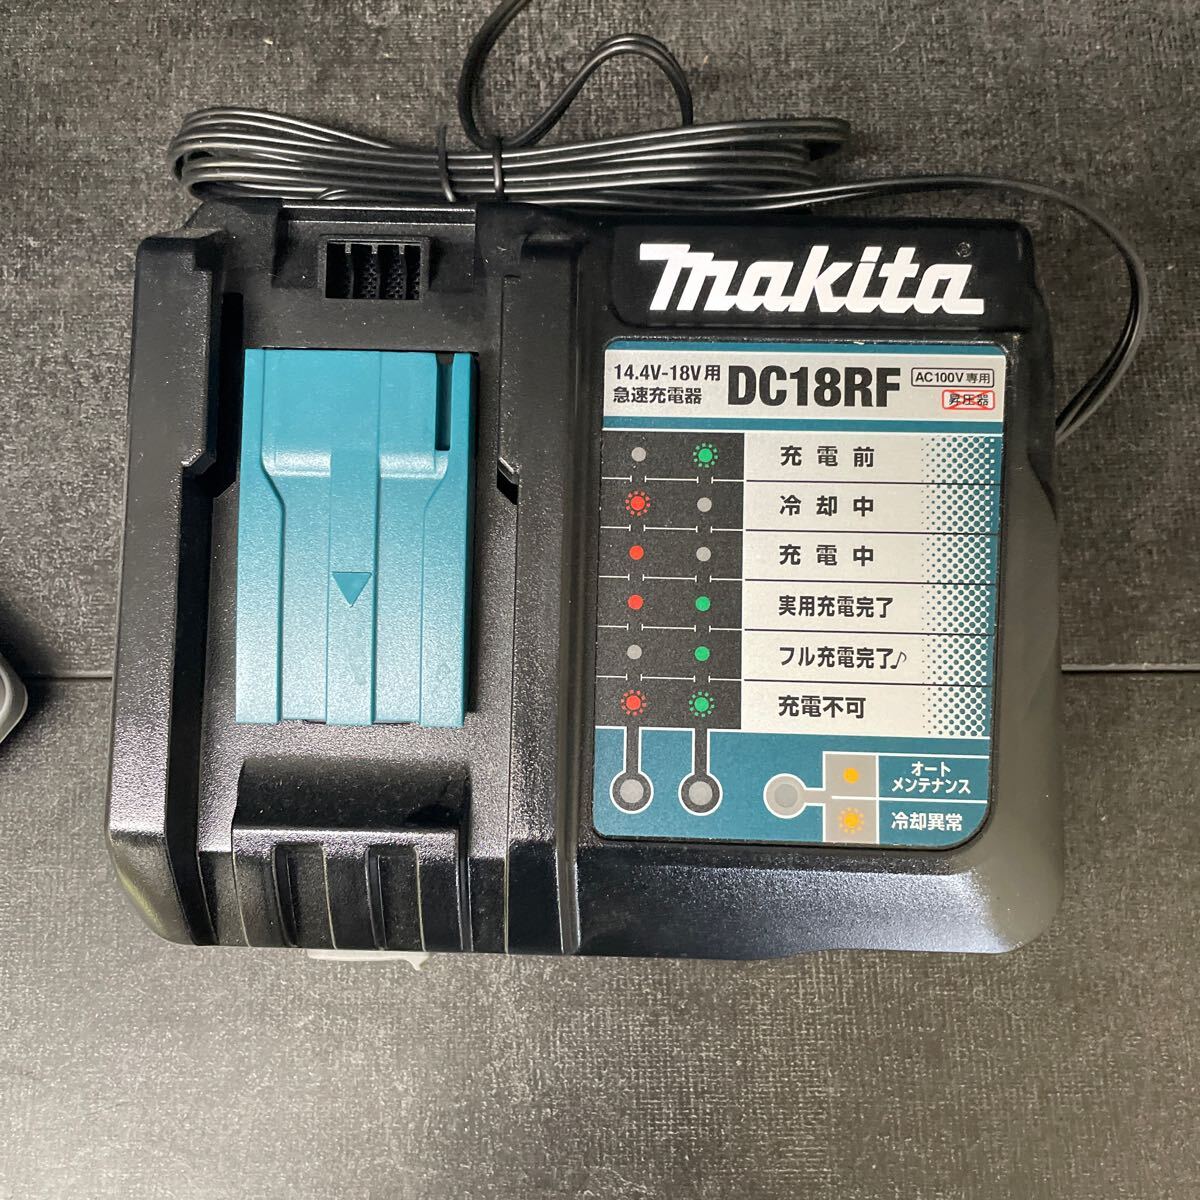 makita®
14.4V-18V用
急速充電器
DC18RF
AC100V専用
昇圧器
充電前
冷却中
充電中
実用充電完了
フル充電完了♪
充電不可
オート
メンテナンス
冷却異常